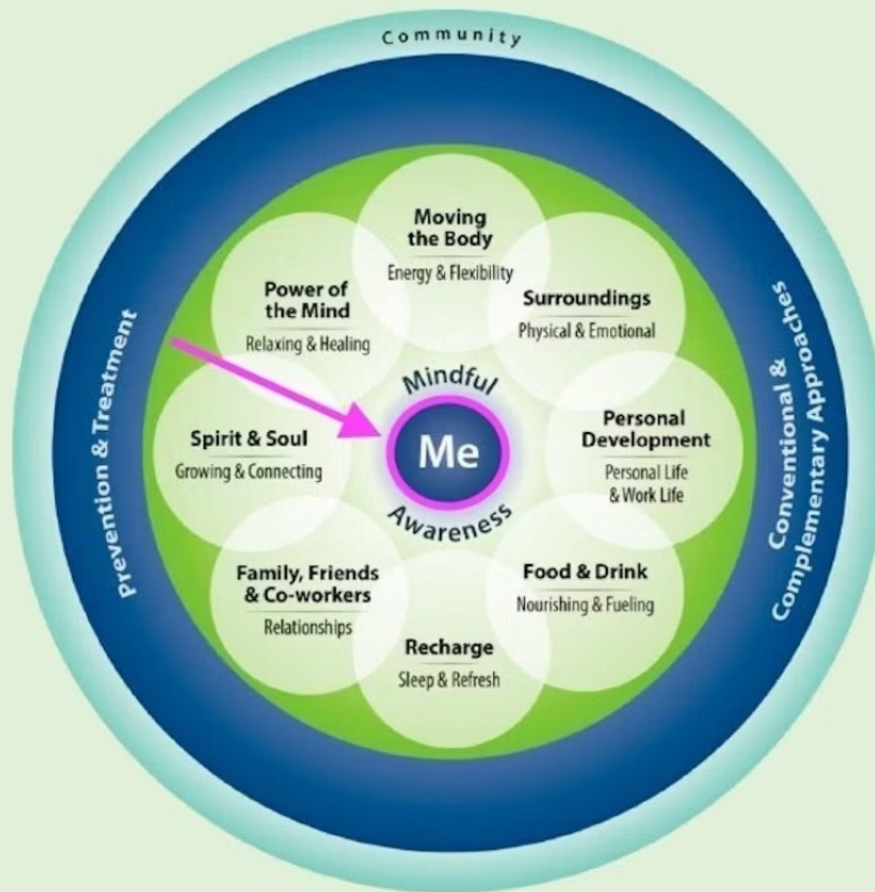 Community
Moving
the Body
Energy & Flexibility
Surroundings
Physical & Emotional
Personal
Development
Personal Life
& Work Life
Food & Drink
Nourishing & Fueling
Recharge
Sleep & Refresh
Family, Friends
& Co-workers
Relationships
Spirit & Soul
Growing & Connecting
Power of
the Mind
Relaxing & Healing
Mindful
Me
Awareness
Prevention & Treatment
Conventional &
Complementary Approaches